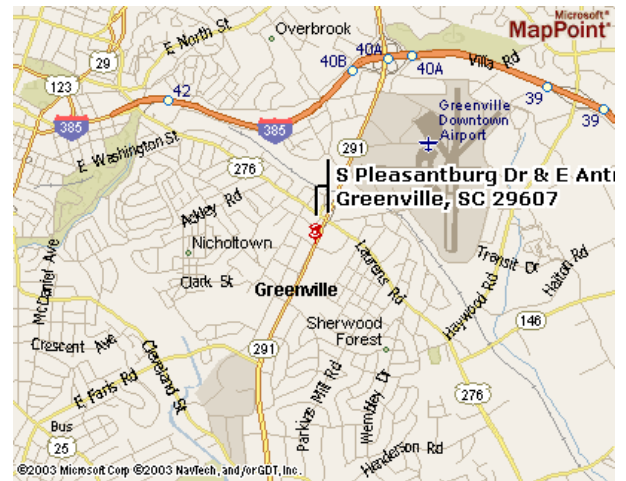 Microsoft®
MapPoint®
E North St
Overbrook
29
40B
40A
40A
Villa Rd
123
42
39
39
385
385
Greenville
Downtown
Airport
291
E Washington St
276
S Pleasantburg Dr & E Antr
Greenville, SC 29607
Ackley Rd
Nicholtown
Laurens Rd
Transit Dr
Halton Rd
McDaniel Ave
Clark St
Greenville
Haywood Rd
Sherwood
Forest
146
Crescent Ave
Cleveland St
291
E Faris Rd
Parkins Mill Rd
Wembley Dr
276
Bus
25
Henderson Rd
©2003 Microsoft Corp ©2003 NavTech, and/or GDT, Inc.